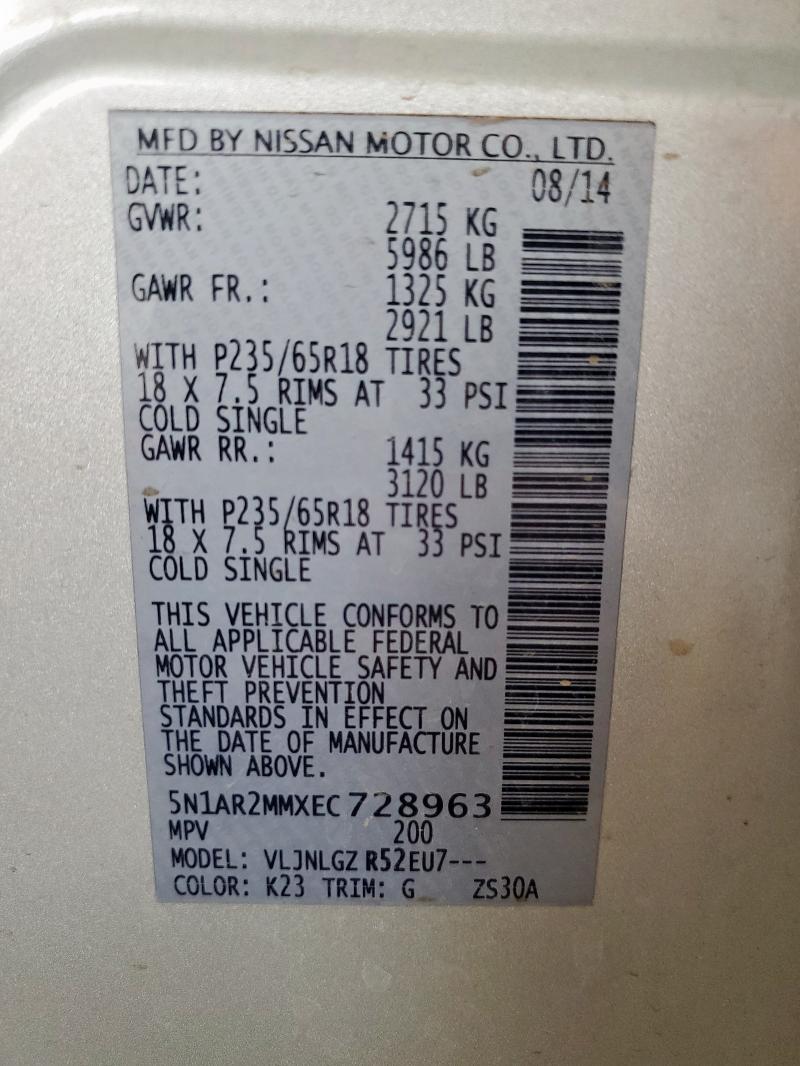 MFD BY NISSAN MOTOR CO., LTD.
DATE: 08/14
GVWR: 2715 KG
5986 LB
GAWR FR.: 1325 KG
2921 LB
WITH P235/65R18 TIRES
18 X 7.5 RIMS AT 33 PSI
COLD SINGLE
GAWR RR.: 1415 KG
3120 LB
WITH P235/65R18 TIRES
18 X 7.5 RIMS AT 33 PSI
COLD SINGLE
THIS VEHICLE CONFORMS TO
ALL APPLICABLE FEDERAL
MOTOR VEHICLE SAFETY AND
THEFT PREVENTION
STANDARDS IN EFFECT ON
THE DATE OF MANUFACTURE
SHOWN ABOVE.
5N1AR2MMXEC728963
MPV 200
MODEL: VLJNLGZ R52EU7---
COLOR: K23 TRIM: G ZS30A